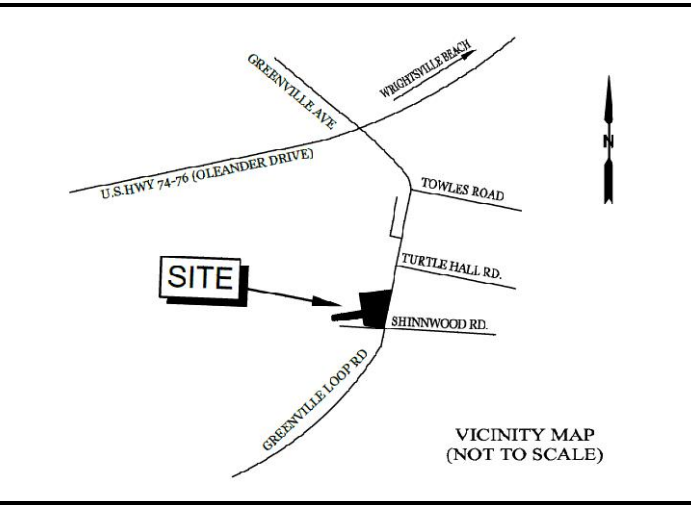 GREENVILLE AVE
WRIGHTSVILLE BEACH
N
U.S.HWY 74-76 (OLEANDER DRIVE)
TOWLES ROAD
TURTLE HALL RD.
SITE
SHINNWOOD RD.
GREENVILLE LOOP RD
VICINITY MAP
(NOT TO SCALE)